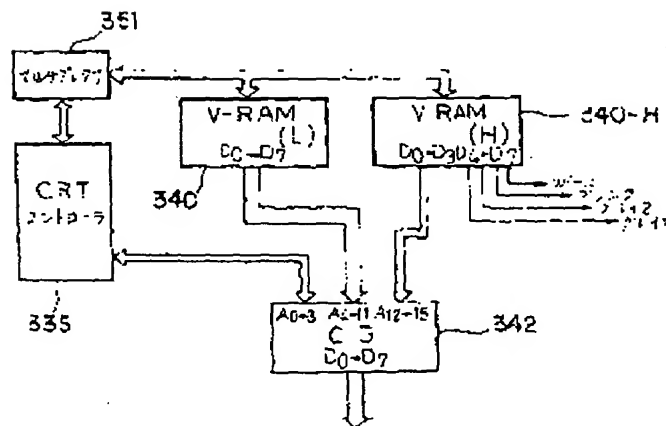 351
マルチプレクサ
V-RAM
(L)
D0→D7
340
V RAM
(H)
D0→D3 D4→D7
340-H
CRT
コントローラ
335
A0→3 A4→11 A12→15
CG
D0→D7
342